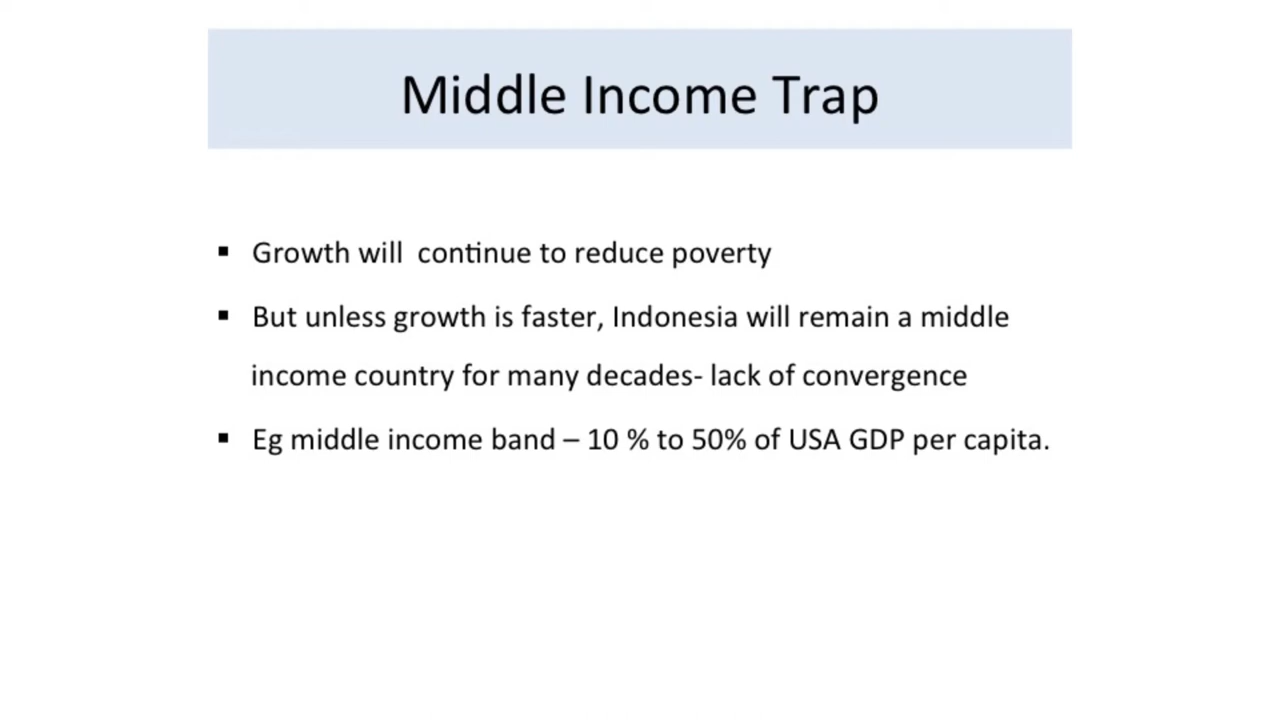 Middle Income Trap
▪ Growth will  continue to reduce poverty
▪ But unless growth is faster, Indonesia will remain a middle
income country for many decades- lack of convergence
▪ Eg middle income band – 10 % to 50% of USA GDP per capita.